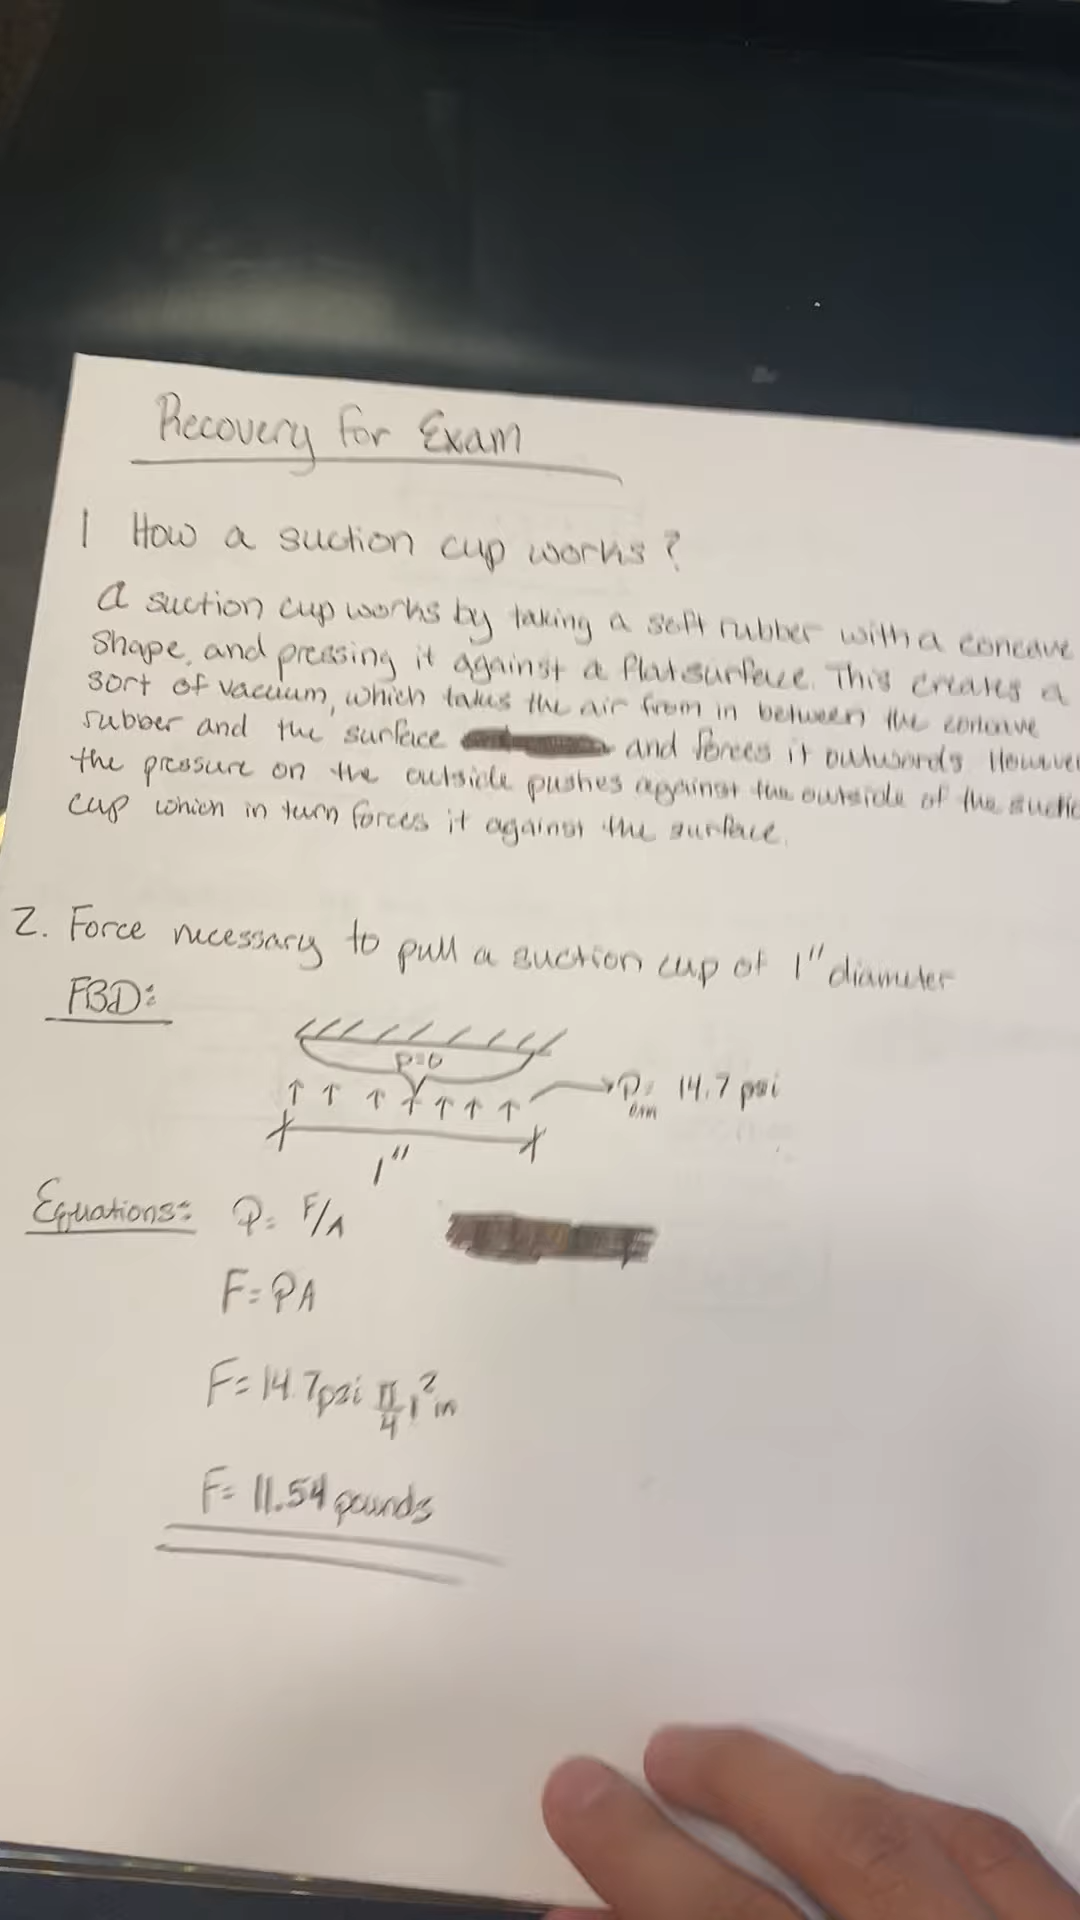 Recovery for Exam
1 How a suction cup works?
A suction cup works by taking a soft rubber with a concave
shape, and pressing it against a flat surface. This creates a
sort of vacuum, which takes the air from in between the concave
rubber and the surface and forces it outwards. However
the pressure on the outside pushes against the outside of the suctio
cup which in turn forces it against the surface.
2. Force necessary to pull a suction cup of 1" diameter
FBD:
P=0
P= 14.7 psi
atm
1"
Equations: P= F/A
F= PA
F= 14.7psi π/4 1² in
F= 11.54 pounds